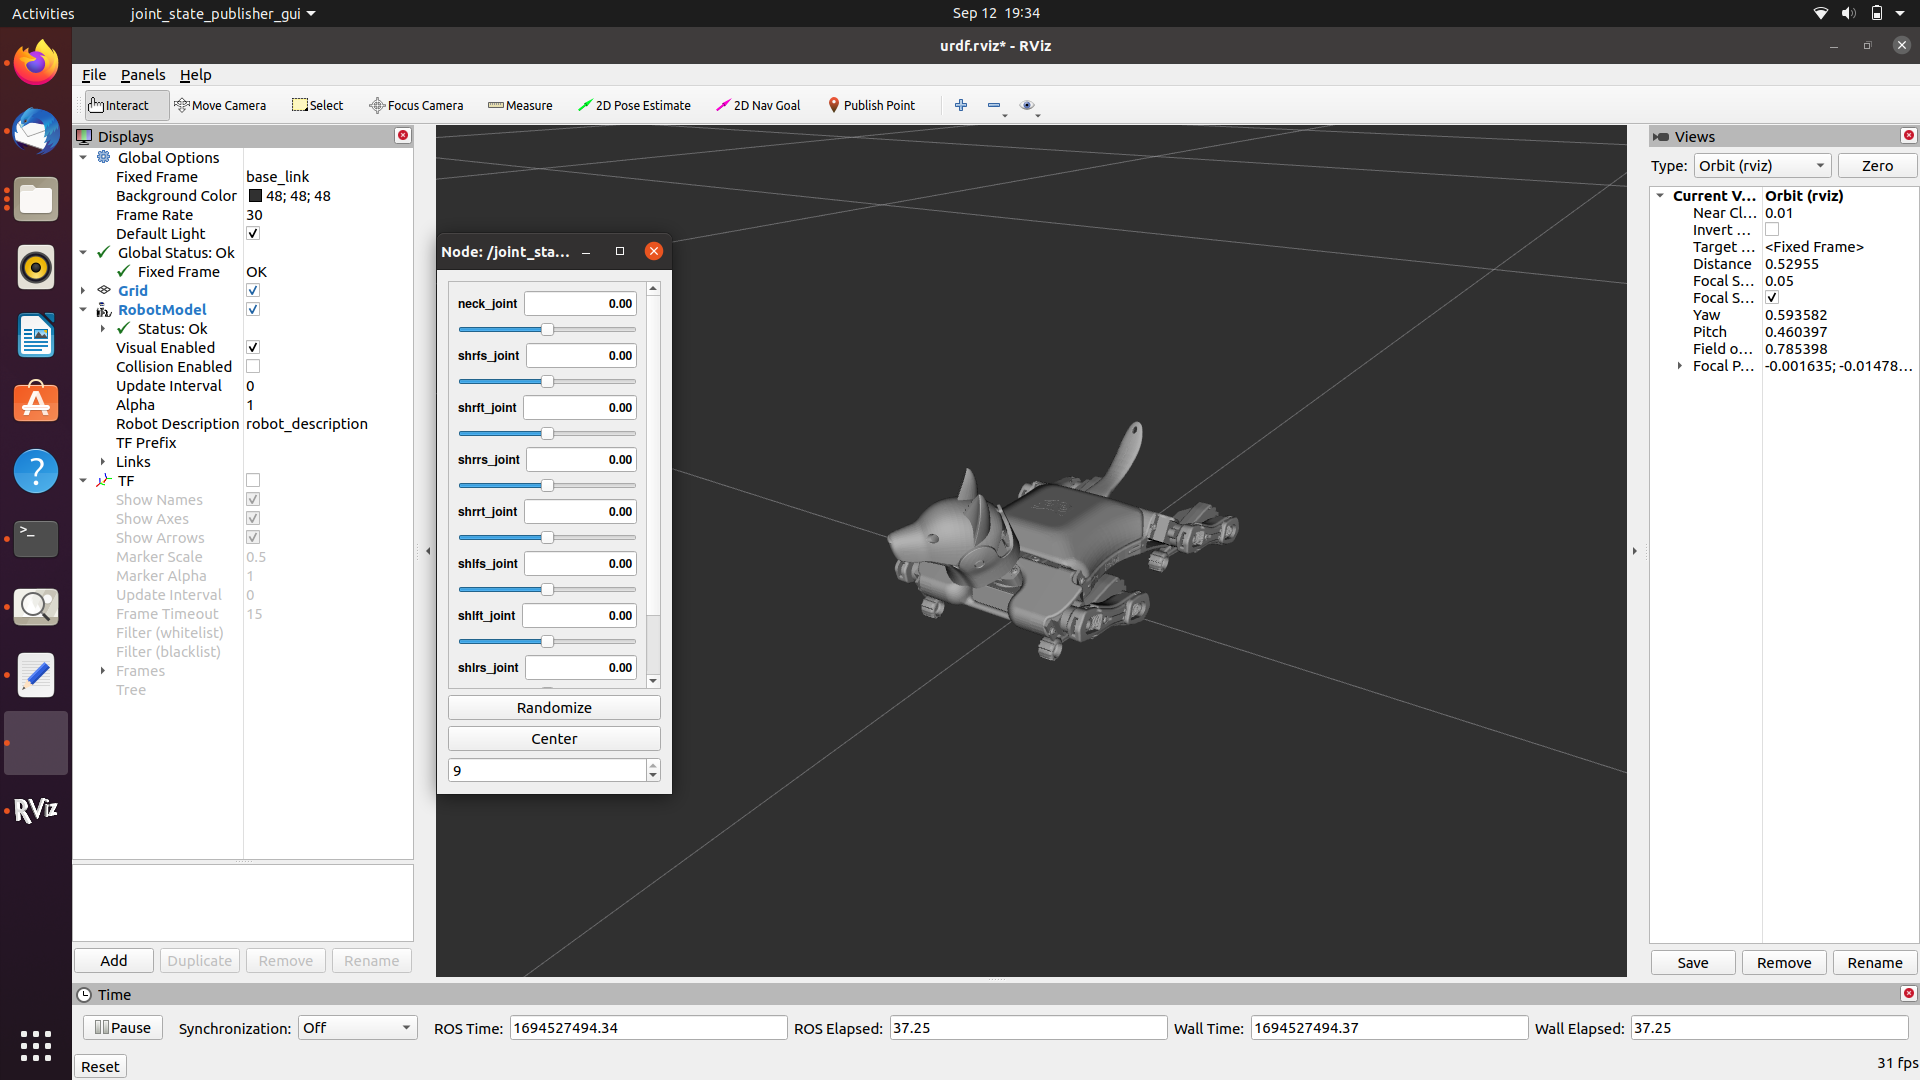 Activities
joint_state_publisher_gui
Sep 12 19:34
urdf.rviz* - RViz
File Panels Help
Interact Move Camera Select Focus Camera Measure 2D Pose Estimate 2D Nav Goal Publish Point
Displays
Global Options
Fixed Frame base_link
Background Color 48; 48; 48
Frame Rate 30
Default Light
Global Status: Ok
Fixed Frame OK
Grid
RobotModel
Status: Ok
Visual Enabled
Collision Enabled
Update Interval 0
Alpha 1
Robot Description robot_description
TF Prefix
Links
TF
Show Names
Show Axes
Show Arrows
Marker Scale 0.5
Marker Alpha 1
Update Interval 0
Frame Timeout 15
Filter (whitelist)
Filter (blacklist)
Frames
Tree
Add Duplicate Remove Rename
Node: /joint_sta...
neck_joint 0.00
shrfs_joint 0.00
shrft_joint 0.00
shrrs_joint 0.00
shrrt_joint 0.00
shlfs_joint 0.00
shlft_joint 0.00
shlrs_joint 0.00
Randomize
Center
9
Views
Type: Orbit (rviz) Zero
Current V... Orbit (rviz)
Near Cl... 0.01
Invert ...
Target ... <Fixed Frame>
Distance 0.52955
Focal S... 0.05
Focal S...
Yaw 0.593582
Pitch 0.460397
Field o... 0.785398
Focal P... -0.001635; -0.01478...
Save Remove Rename
RViz
Time
Pause Synchronization: Off ROS Time: 1694527494.34 ROS Elapsed: 37.25 Wall Time: 1694527494.37 Wall Elapsed: 37.25
Reset
31 fps